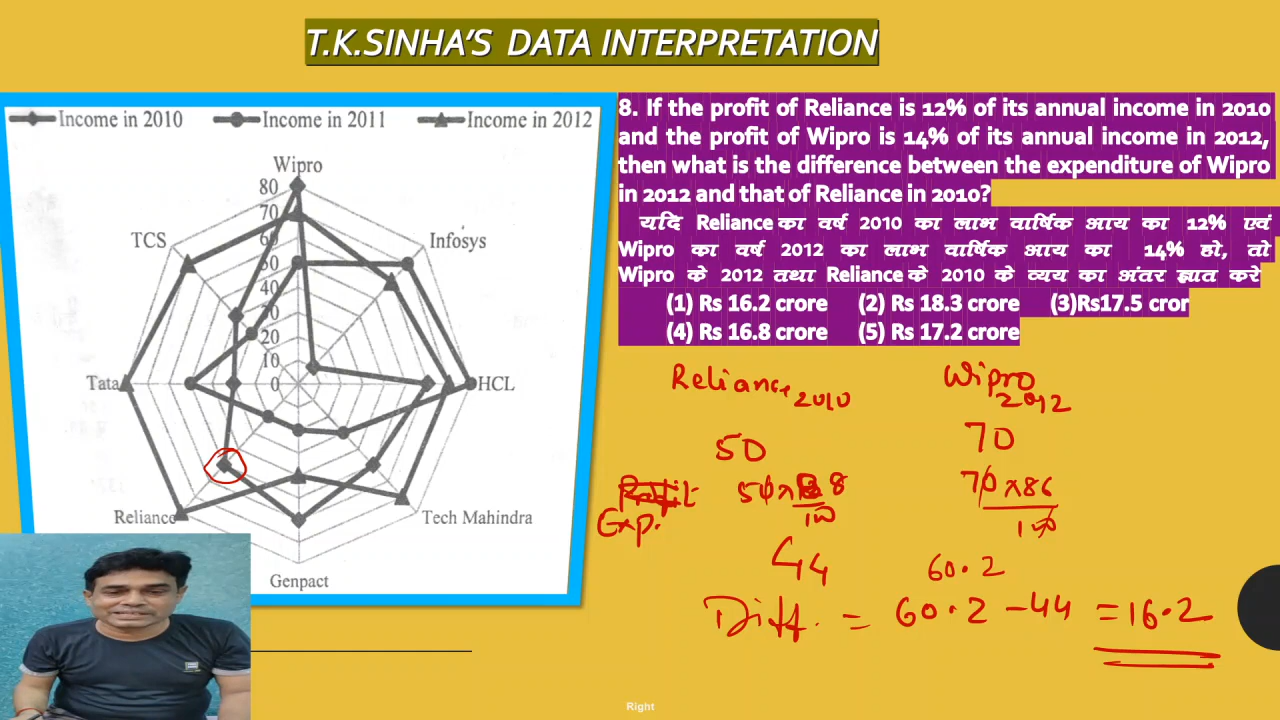 T.K.SINHA'S DATA INTERPRETATION
Income in 2010 Income in 2011 Income in 2012
Wipro
80
70
60
50
40
30
20
10
0
TCS
Infosys
Tata
HCL
Reliance
Tech Mahindra
Genpact
8. If the profit of Reliance is 12% of its annual income in 2010
and the profit of Wipro is 14% of its annual income in 2012,
then what is the difference between the expenditure of Wipro
in 2012 and that of Reliance in 2010?
यदि Reliance का वर्ष 2010 का लाभ वार्षिक आय का 12% एवं
Wipro का वर्ष 2012 का लाभ वार्षिक आय का 14% हो, तो
Wipro के 2012 तथा Reliance के 2010 के व्यय का अंतर ज्ञात करे
(1) Rs 16.2 crore (2) Rs 18.3 crore (3)Rs17.5 cror
(4) Rs 16.8 crore (5) Rs 17.2 crore
Reliance 2010 Wipro 2012
50 70
50×88 70×86
100 100
Exp.
44 60.2
Diff. = 60.2 - 44 = 16.2
Right